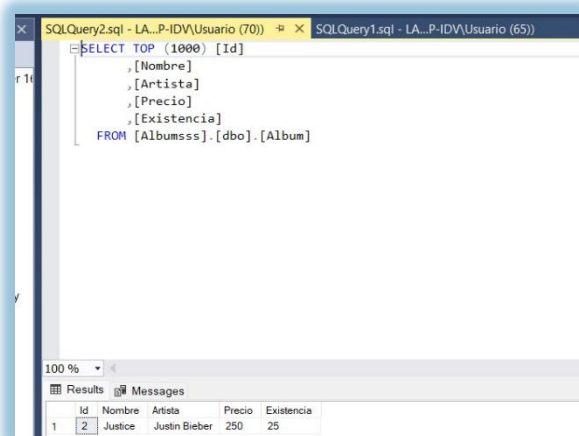 SQLQuery2.sql - LA...P-IDV\Usuario (70)) SQLQuery1.sql - LA...P-IDV\Usuario (65))
r 16
SELECT TOP (1000) [Id]
,[Nombre]
,[Artista]
,[Precio]
,[Existencia]
FROM [Albumsss].[dbo].[Album]
y
100 %
Results Messages
Id Nombre Artista Precio Existencia
1 2 Justice Justin Bieber 250 25